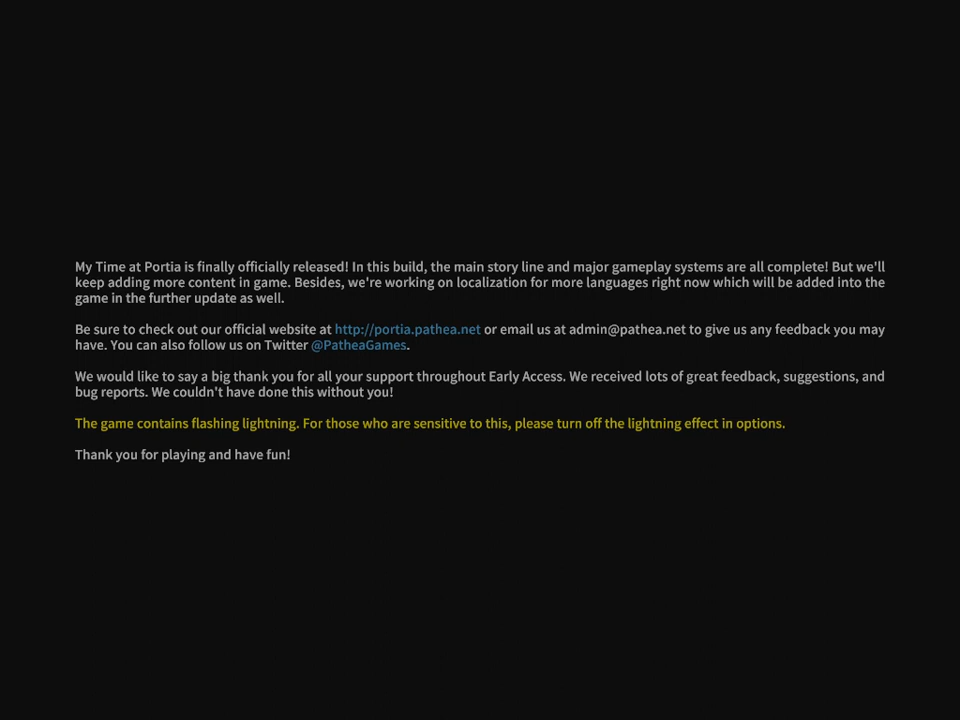 My Time at Portia is finally officially released! In this build, the main story line and major gameplay systems are all complete! But we'll
keep adding more content in game. Besides, we're working on localization for more languages right now which will be added into the
game in the further update as well.
Be sure to check out our official website at http://portia.pathea.net or email us at admin@pathea.net to give us any feedback you may
have. You can also follow us on Twitter @PatheaGames.
We would like to say a big thank you for all your support throughout Early Access. We received lots of great feedback, suggestions, and
bug reports. We couldn't have done this without you!
The game contains flashing lightning. For those who are sensitive to this, please turn off the lightning effect in options.
Thank you for playing and have fun!